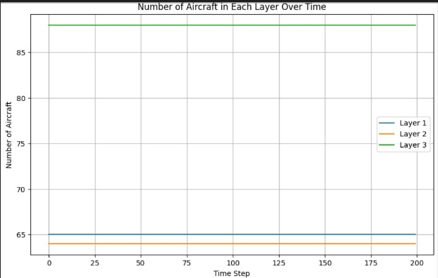 Number of Aircraft in Each Layer Over Time
Number of Aircraft
85
80
75
70
65
Layer 1
Layer 2
Layer 3
0 25 50 75 100 125 150 175 200
Time Step